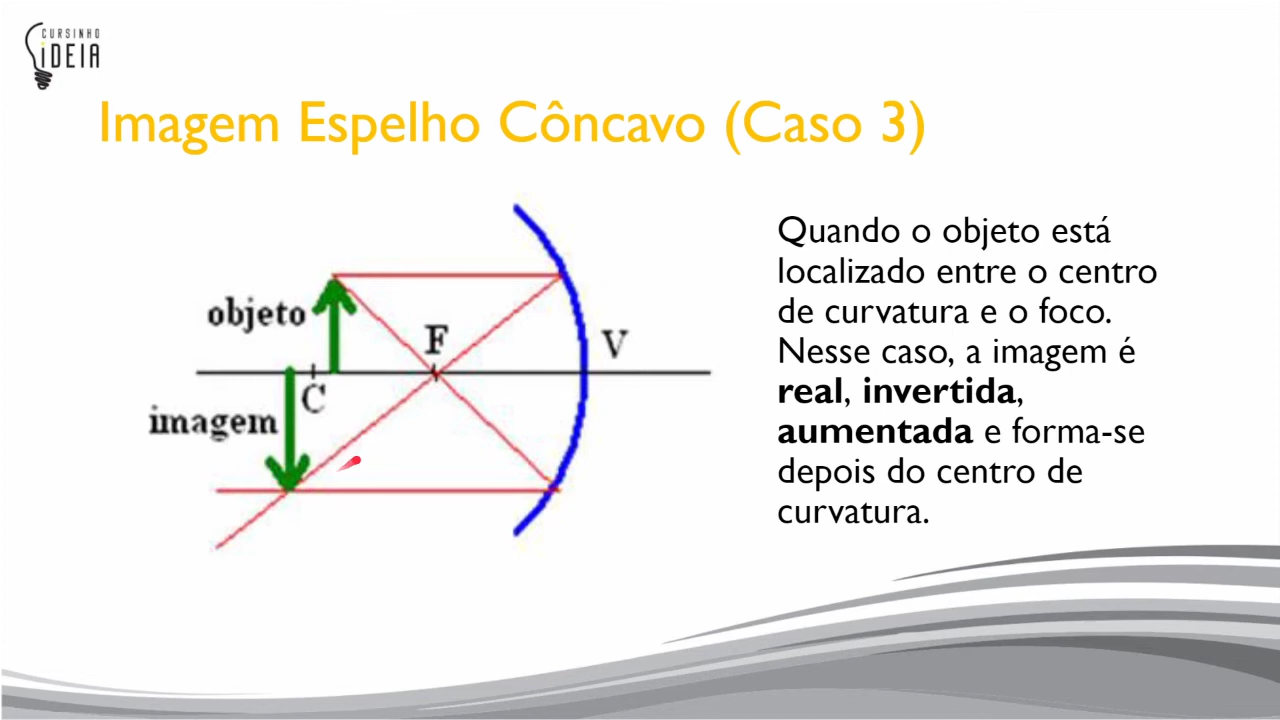 CURSINHO
iDEIA
Imagem Espelho Côncavo (Caso 3)
objeto
F
V
C
imagem
Quando o objeto está
localizado entre o centro
de curvatura e o foco.
Nesse caso, a imagem é
real, invertida,
aumentada e forma-se
depois do centro de
curvatura.